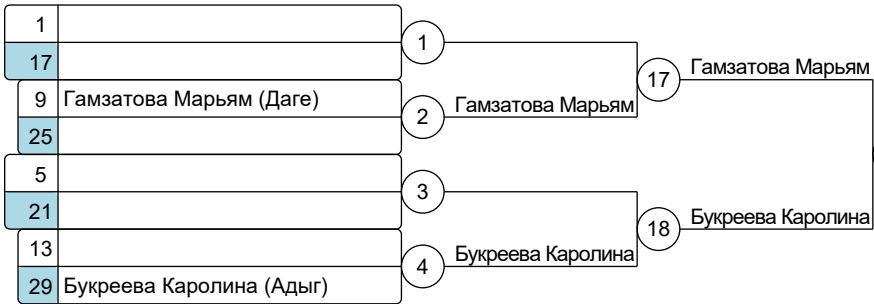 1
17
1
9 Гамзатова Марьям (Даге)
25
2
Гамзатова Марьям
17
Гамзатова Марьям
5
21
3
13
29 Букреева Каролина (Адыг)
4
Букреева Каролина
18
Букреева Каролина